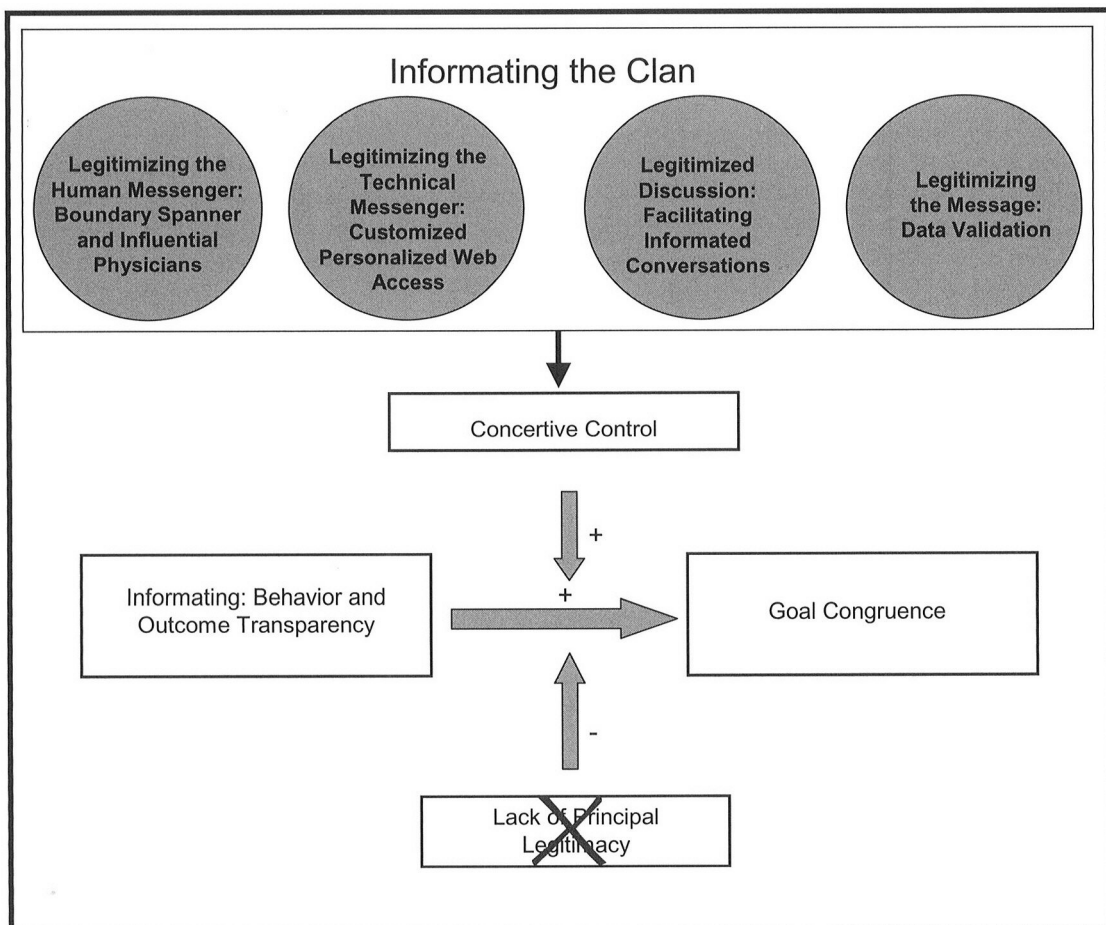 Informating the Clan
Legitimizing the
Human Messenger:
Boundary Spanner
and Influential
Physicians
Legitimizing the
Technical
Messenger:
Customized
Personalized Web
Access
Legitimized
Discussion:
Facilitating
Informated
Conversations
Legitimizing
the Message:
Data Validation
Concertive Control
+
Informating: Behavior and
Outcome Transparency
+
Goal Congruence
-
Lack of Principal
Legitimacy